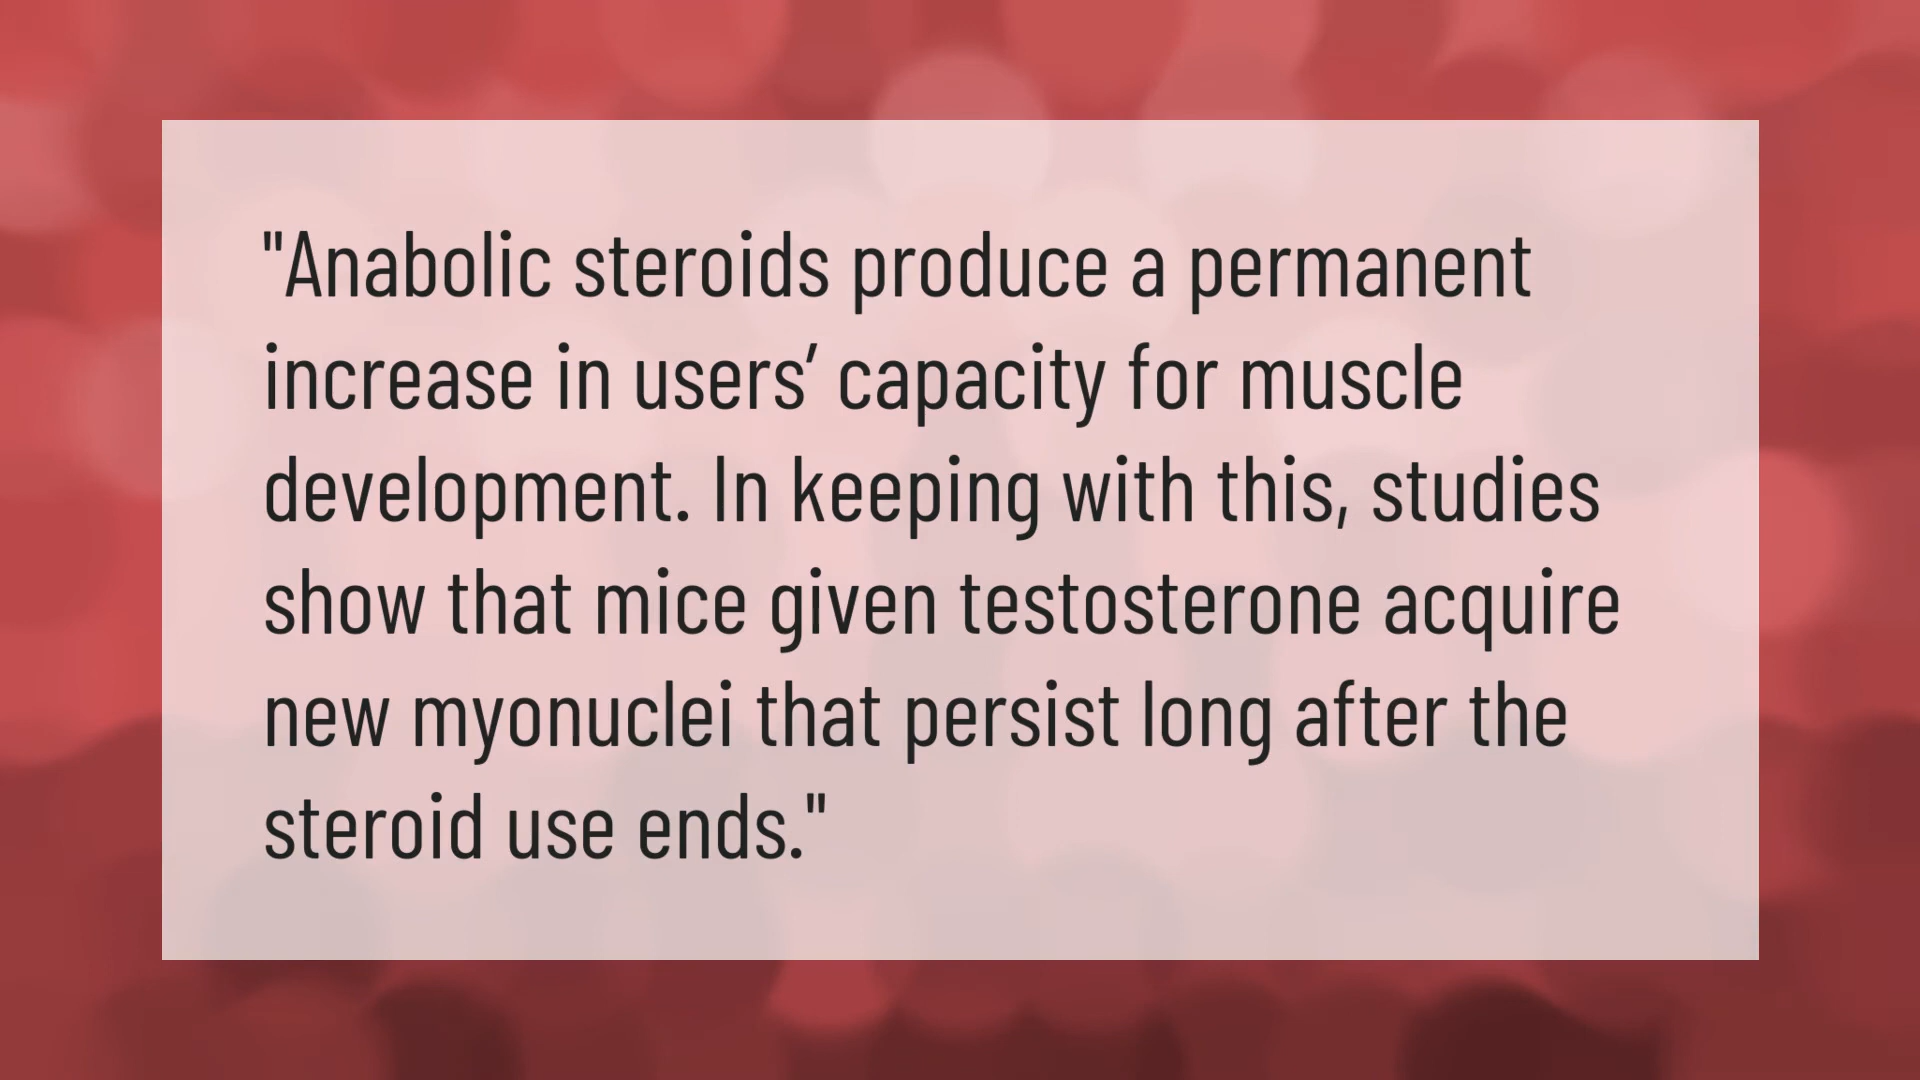 "Anabolic steroids produce a permanent
increase in users’ capacity for muscle
development. In keeping with this, studies
show that mice given testosterone acquire
new myonuclei that persist long after the
steroid use ends."